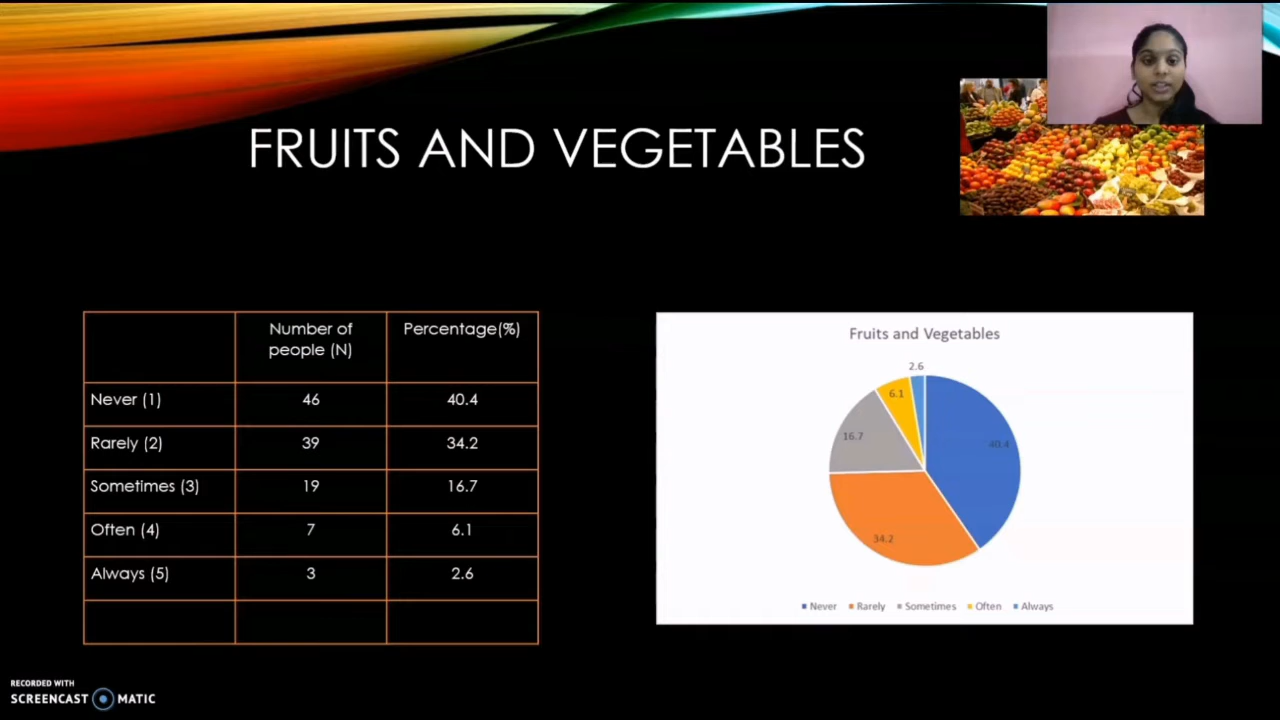 FRUITS AND VEGETABLES
Number of people (N)
Percentage(%)
Never (1) 46 40.4
Rarely (2) 39 34.2
Sometimes (3) 19 16.7
Often (4) 7 6.1
Always (5) 3 2.6
Fruits and Vegetables
2.6
6.1
16.7
40.4
34.2
Never Rarely Sometimes Often Always
RECORDED WITH
SCREENCAST MATIC